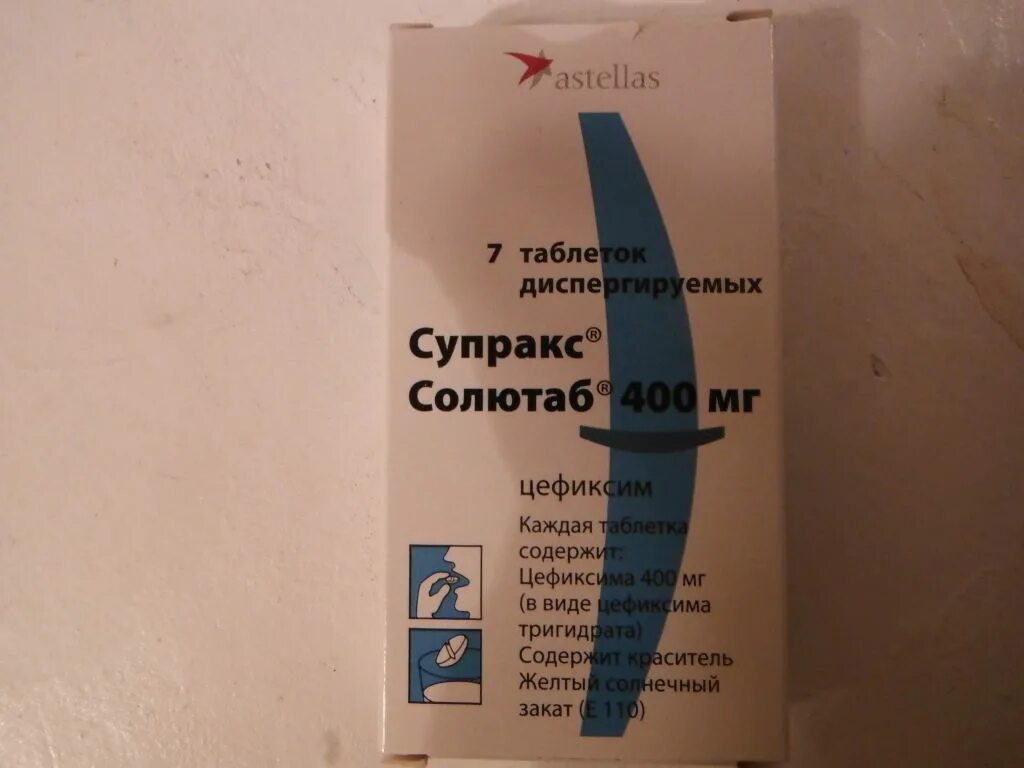 astellas
7 таблеток
диспергируемых
Супракс®
Солютаб® 400 мг
цефиксим
Каждая таблетка
содержит:
Цефиксима 400 мг
(в виде цефиксима
тригидрата)
Содержит краситель
Желтый солнечный
закат (Е 110)